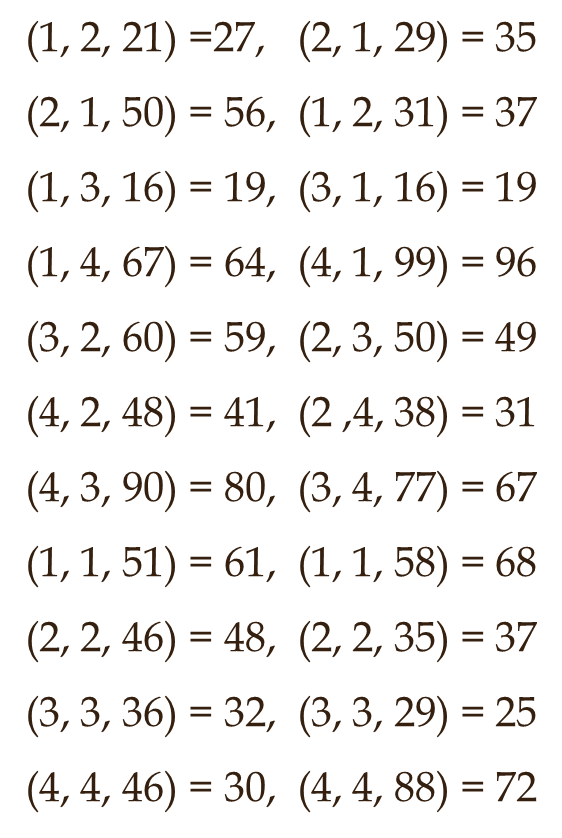 (1, 2, 21) =27, (2, 1, 29) = 35
(2, 1, 50) = 56, (1, 2, 31) = 37
(1, 3, 16) = 19, (3, 1, 16) = 19
(1, 4, 67) = 64, (4, 1, 99) = 96
(3, 2, 60) = 59, (2, 3, 50) = 49
(4, 2, 48) = 41, (2 ,4, 38) = 31
(4, 3, 90) = 80, (3, 4, 77) = 67
(1, 1, 51) = 61, (1, 1, 58) = 68
(2, 2, 46) = 48, (2, 2, 35) = 37
(3, 3, 36) = 32, (3, 3, 29) = 25
(4, 4, 46) = 30, (4, 4, 88) = 72